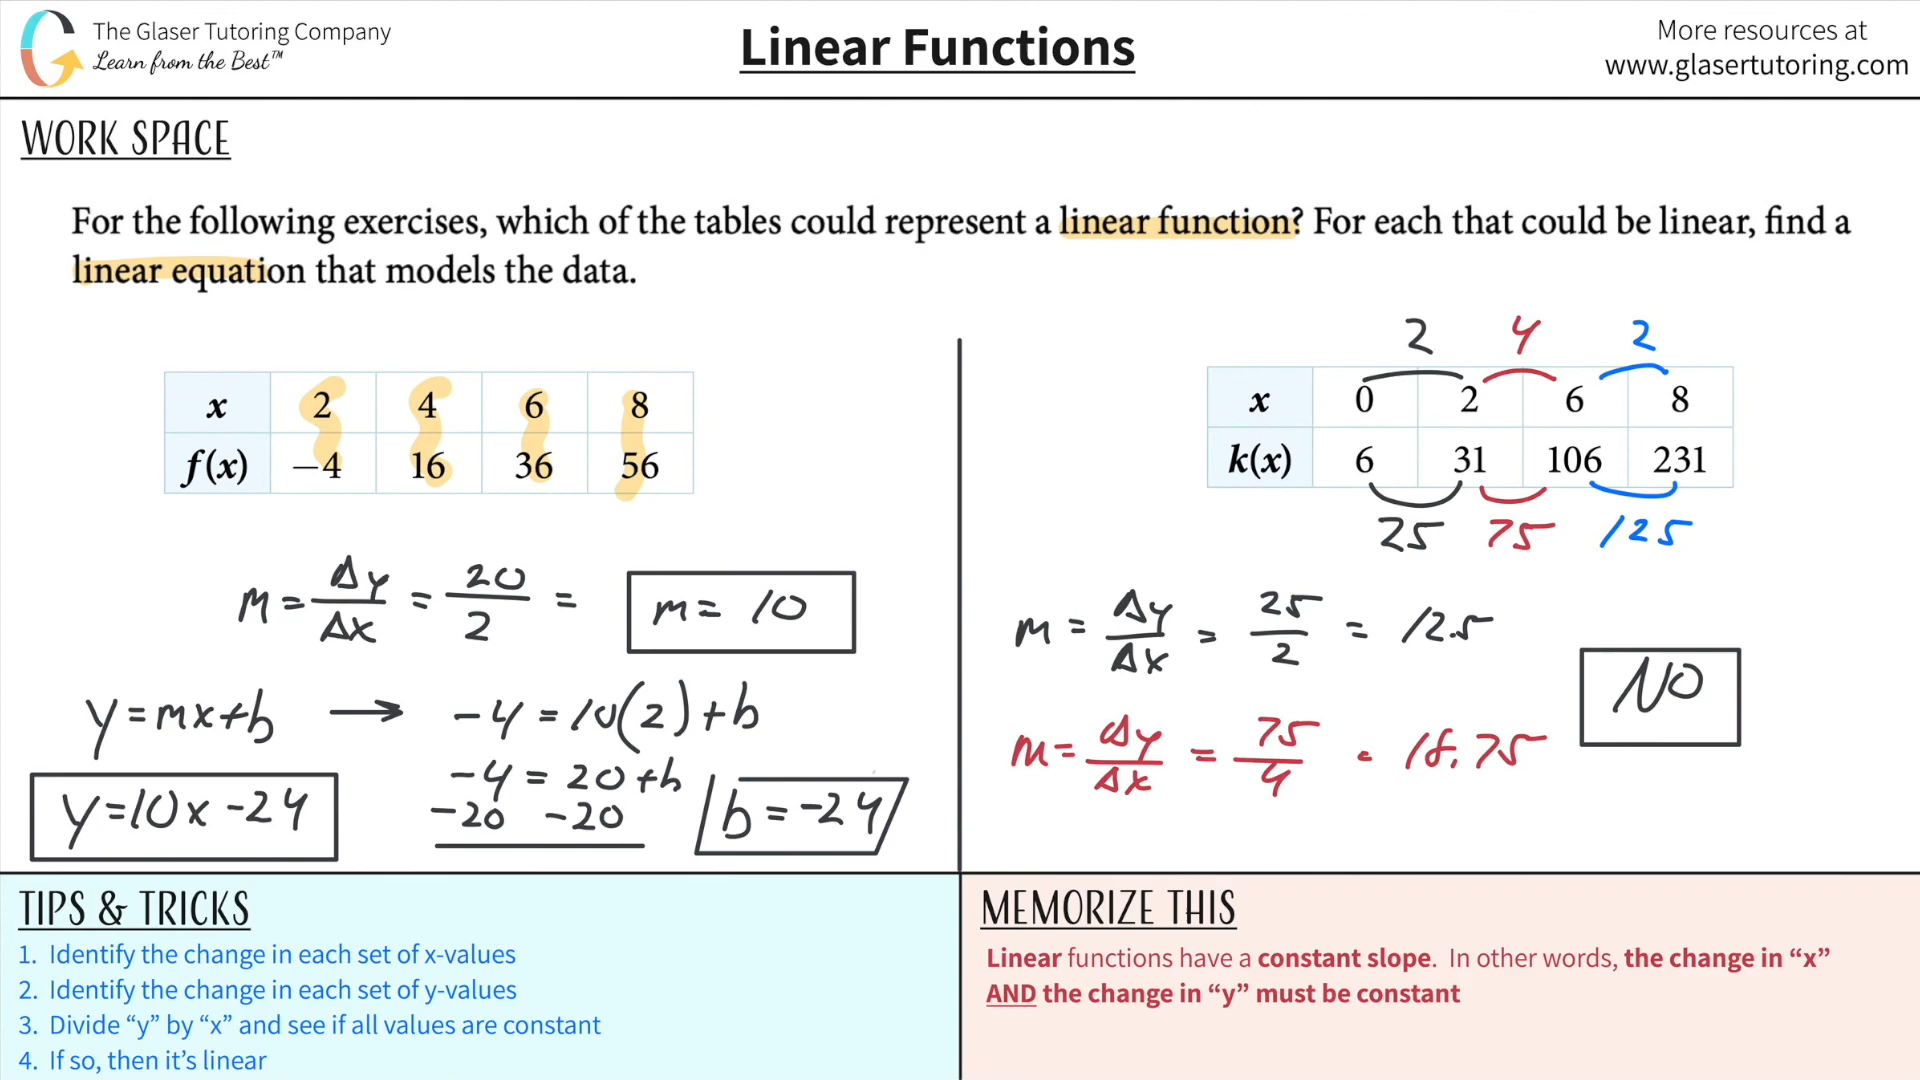 The Glaser Tutoring Company
Learn from the Best™
Linear Functions
More resources at
www.glasertutoring.com
WORK SPACE
For the following exercises, which of the tables could represent a linear function? For each that could be linear, find a
linear equation that models the data.
x 2 4 6 8
f(x) −4 16 36 56
m = Δy/Δx = 20/2 = m = 10
y = mx+b → -4 = 10(2)+b
-4 = 20 + b
-20 -20
b = -24
y = 10x - 24
2 4 2
x 0 2 6 8
k(x) 6 31 106 231
25 75 125
m = Δy/Δx = 25/2 = 12.5
NO
m = Δy/Δx = 75/4 = 18.75
TIPS & TRICKS
1. Identify the change in each set of x-values
2. Identify the change in each set of y-values
3. Divide “y” by “x” and see if all values are constant
4. If so, then it’s linear
MEMORIZE THIS
Linear functions have a constant slope. In other words, the change in “x”
AND the change in “y” must be constant